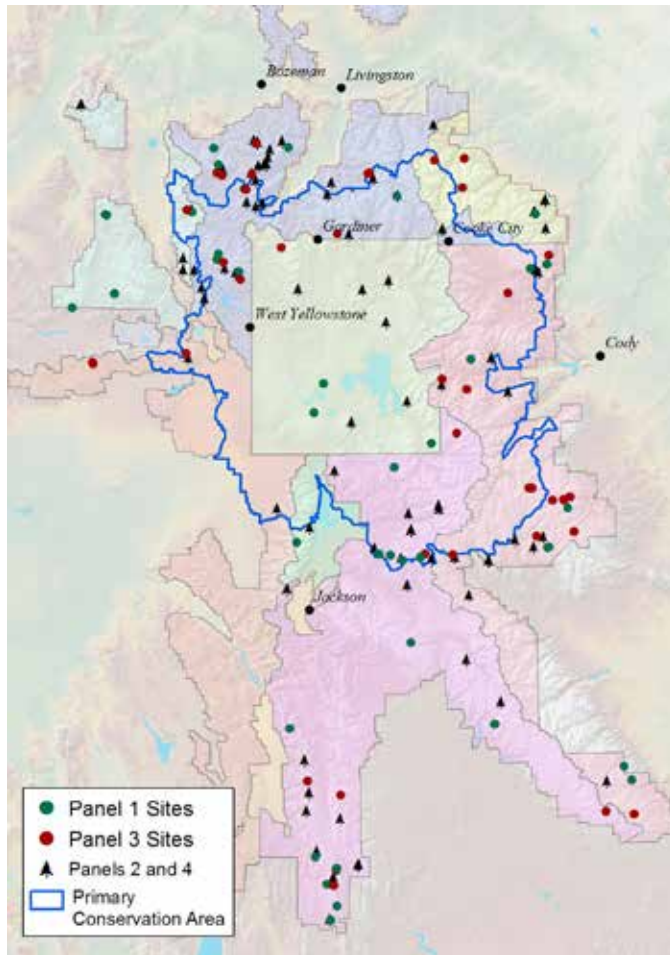 Bozeman
Livingston
Gardiner
Cooke City
West Yellowstone
Cody
Jackson
Panel 1 Sites
Panel 3 Sites
Panels 2 and 4
Primary
Conservation Area